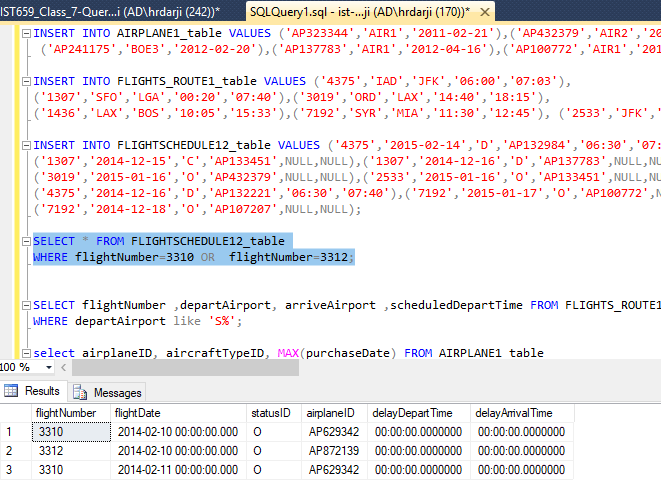 IST659_Class_7-Quer...ji (AD\hrdarji (242))* SQLQuery1.sql - ist-...ji (AD\hrdarji (170))*
INSERT INTO AIRPLANE1_table VALUES ('AP323344','AIR1','2011-02-21'),('AP432379','AIR2','20
('AP241175','BOE3','2012-02-20'),('AP137783','AIR1','2012-04-16'),('AP100772','AIR1','201
INSERT INTO FLIGHTS_ROUTE1_table VALUES ('4375','IAD','JFK','06:00','07:03'),
('1307','SFO','LGA','00:20','07:40'),('3019','ORD','LAX','14:40','18:15'),
('1436','LAX','BOS','10:05','15:33'),('7192','SYR','MIA','11:30','12:45'), ('2533','JFK','
INSERT INTO FLIGHTSCHEDULE12_table VALUES ('4375','2015-02-14','D','AP132984','06:30','07:
('1307','2014-12-15','C','AP133451',NULL,NULL),('1307','2014-12-16','D','AP137783',NULL,NU
('3019','2015-01-16','O','AP432379',NULL,NULL),('2533','2015-01-16','O','AP133451',NULL,NU
('4375','2014-12-16','D','AP132221','06:30','07:40'),('7192','2015-01-17','O','AP100772',N
('7192','2014-12-18','O','AP107207',NULL,NULL);
SELECT * FROM FLIGHTSCHEDULE12_table
WHERE flightNumber=3310 OR  flightNumber=3312;
SELECT flightNumber ,departAirport, arriveAirport ,scheduledDepartTime FROM FLIGHTS_ROUTE1
WHERE departAirport like 'S%';
select airplaneID, aircraftTypeID, MAX(purchaseDate) FROM AIRPLANE1_table
100 %
Results Messages
flightNumber flightDate statusID airplaneID delayDepartTime delayArrivalTime
1 3310 2014-02-10 00:00:00.000 O AP629342 00:00:00.0000000 00:00:00.0000000
2 3312 2014-02-10 00:00:00.000 O AP872139 00:00:00.0000000 00:00:00.0000000
3 3310 2014-02-11 00:00:00.000 O AP629342 00:00:00.0000000 00:00:00.0000000